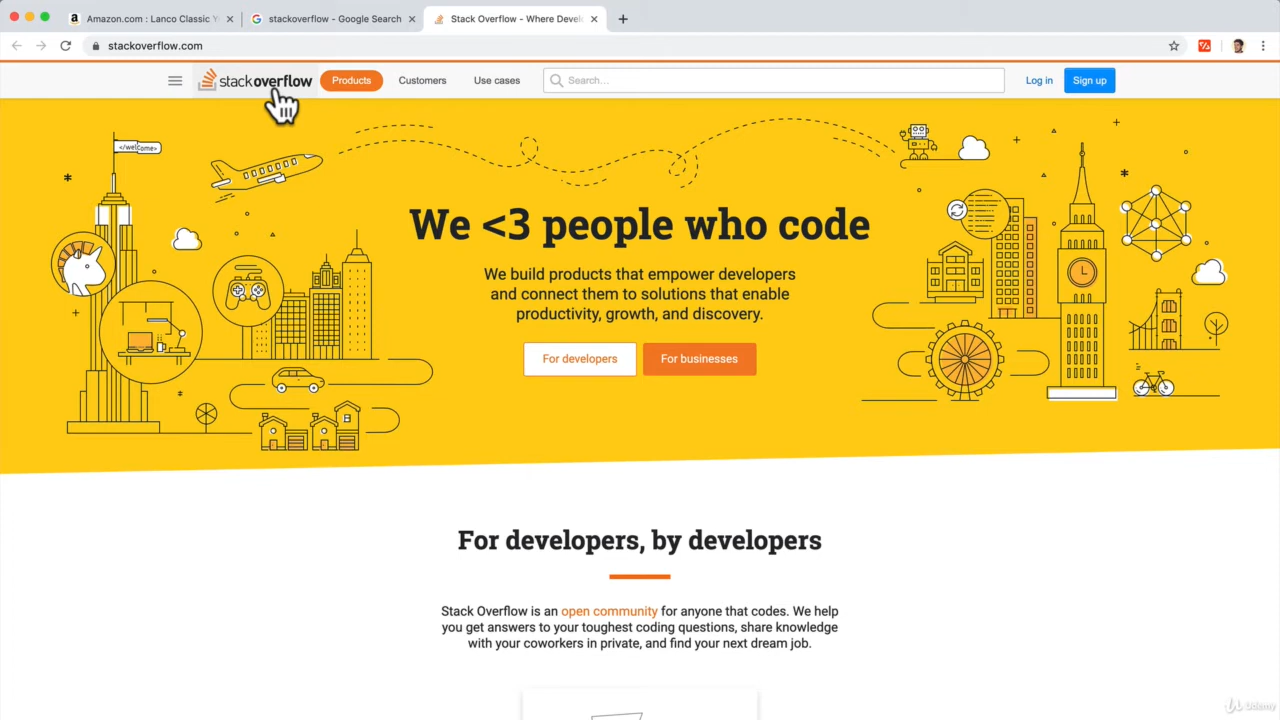 Amazon.com : Lanco Classic Y
stackoverflow - Google Search
Stack Overflow - Where Devel
stackoverflow.com
stackoverflow
Products
Customers
Use cases
Search...
Log in
Sign up
</welcome>
We <3 people who code
We build products that empower developers
and connect them to solutions that enable
productivity, growth, and discovery.
For developers
For businesses
For developers, by developers
Stack Overflow is an open community for anyone that codes. We help
you get answers to your toughest coding questions, share knowledge
with your coworkers in private, and find your next dream job.
Udemy